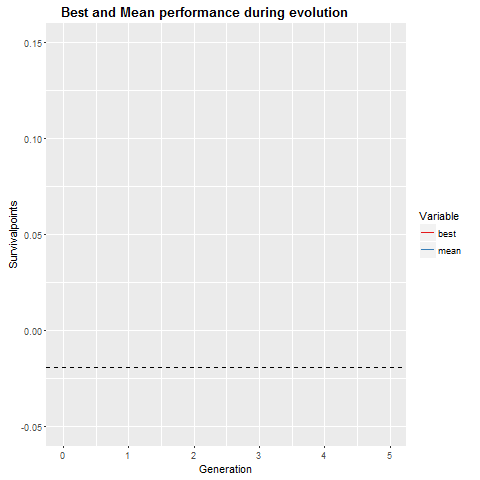 Best and Mean performance during evolution
0.15
0.10
0.05
0.00
-0.05
Survivalpoints
0 1 2 3 4 5
Generation
Variable
best
mean